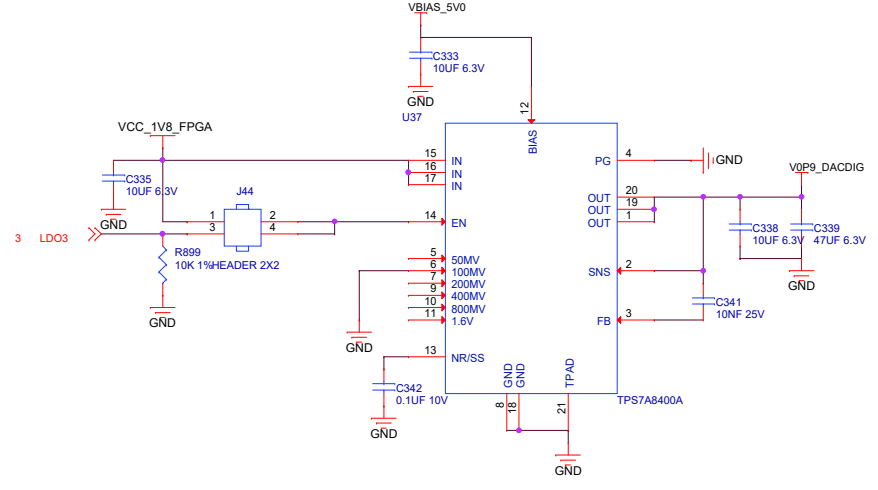 VBIAS_5V0
C333
10UF 6.3V
GND
U37
12
BIAS
VCC_1V8_FPGA
15
IN
16
IN
17
IN
PG
4
GND
V0P9_DACDIG
C335
10UF 6.3V
GND
J44
1
2
3
4
14
EN
OUT
20
OUT
19
OUT
1
C338
10UF 6.3V
C339
47UF 6.3V
GND
3 LDO3
R899
10K 1%
HEADER 2X2
GND
5
50MV
6
100MV
7
200MV
9
400MV
10
800MV
11
1.6V
SNS
2
C341
10NF 25V
FB
3
GND
13
NR/SS
C342
0.1UF 10V
GND
GND
GND
TPAD
8
18
21
TPS7A8400A
GND